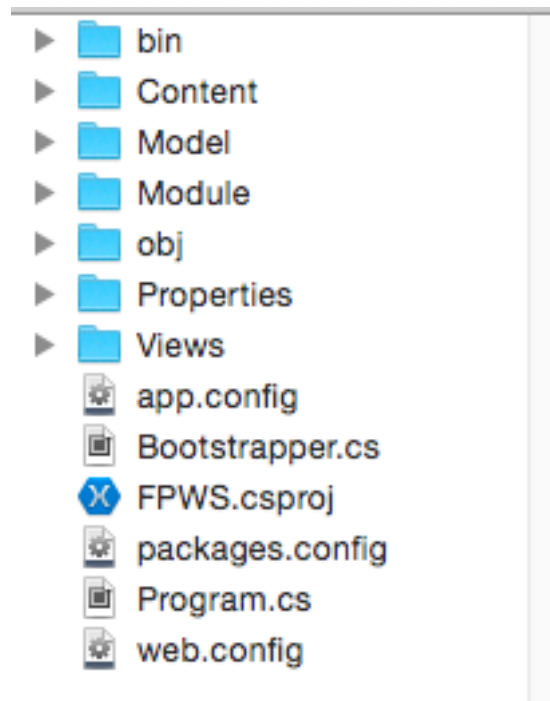 bin
Content
Model
Module
obj
Properties
Views
app.config
Bootstrapper.cs
FPWS.csproj
packages.config
Program.cs
web.config